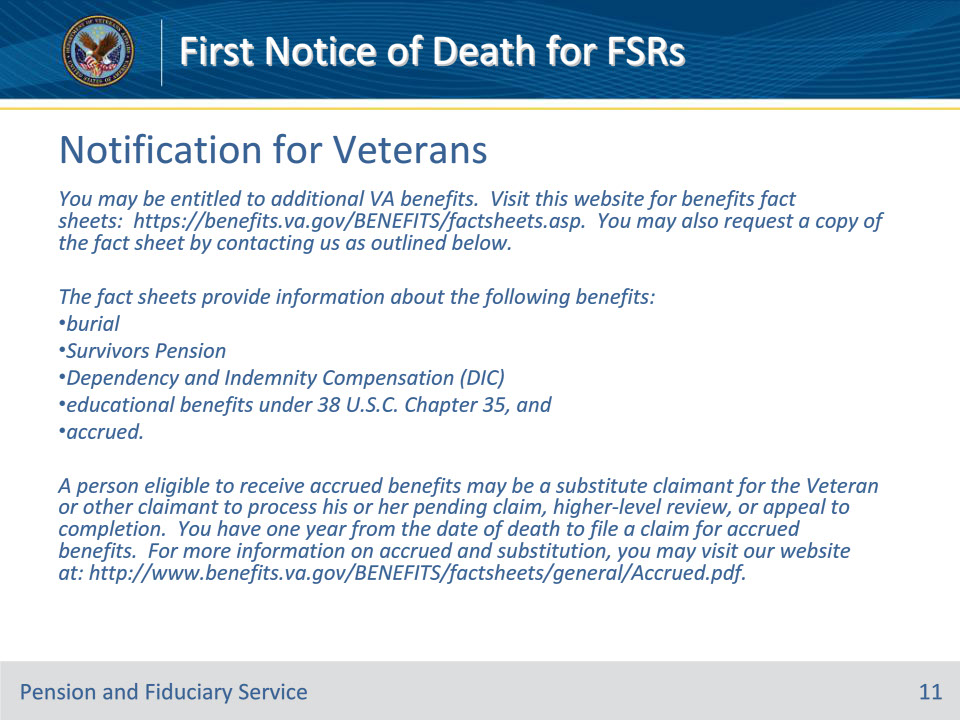 First Notice of Death for FSRs
Notification for Veterans
You may be entitled to additional VA benefits.  Visit this website for benefits fact
sheets:  https://benefits.va.gov/BENEFITS/factsheets.asp.  You may also request a copy of
the fact sheet by contacting us as outlined below.
The fact sheets provide information about the following benefits:
•burial
•Survivors Pension
•Dependency and Indemnity Compensation (DIC)
•educational benefits under 38 U.S.C. Chapter 35, and
•accrued.
A person eligible to receive accrued benefits may be a substitute claimant for the Veteran
or other claimant to process his or her pending claim, higher-level review, or appeal to
completion.  You have one year from the date of death to file a claim for accrued
benefits.  For more information on accrued and substitution, you may visit our website
at: http://www.benefits.va.gov/BENEFITS/factsheets/general/Accrued.pdf.
Pension and Fiduciary Service
11